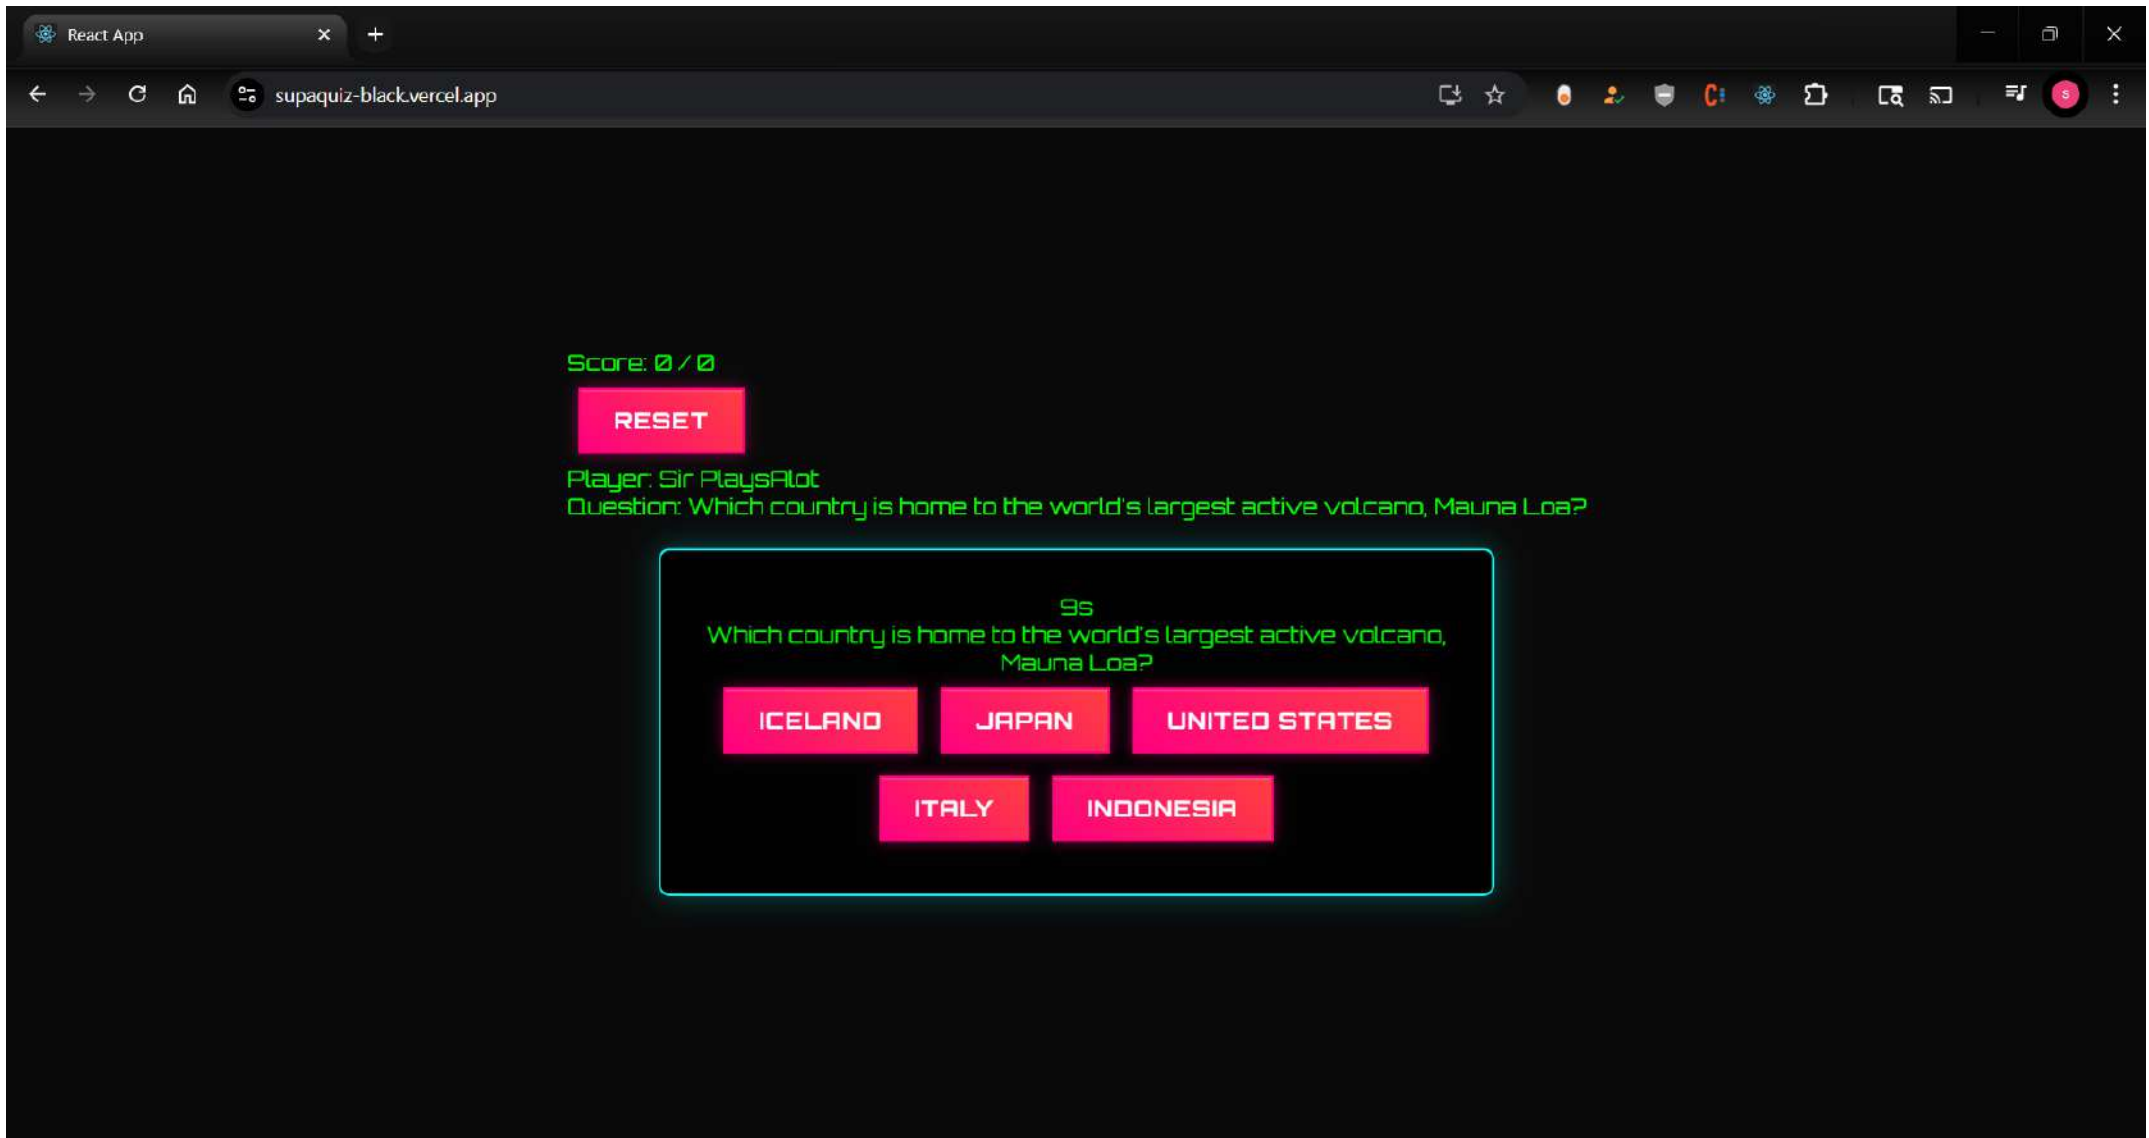 React App
supaquiz-black.vercel.app
S
Score: 0 / 0
RESET
Player: Sir PlaysAlot
Question: Which country is home to the world's largest active volcano, Mauna Loa?
9s
Which country is home to the world's largest active volcano,
Mauna Loa?
ICELAND JAPAN UNITED STATES
ITALY INDONESIA